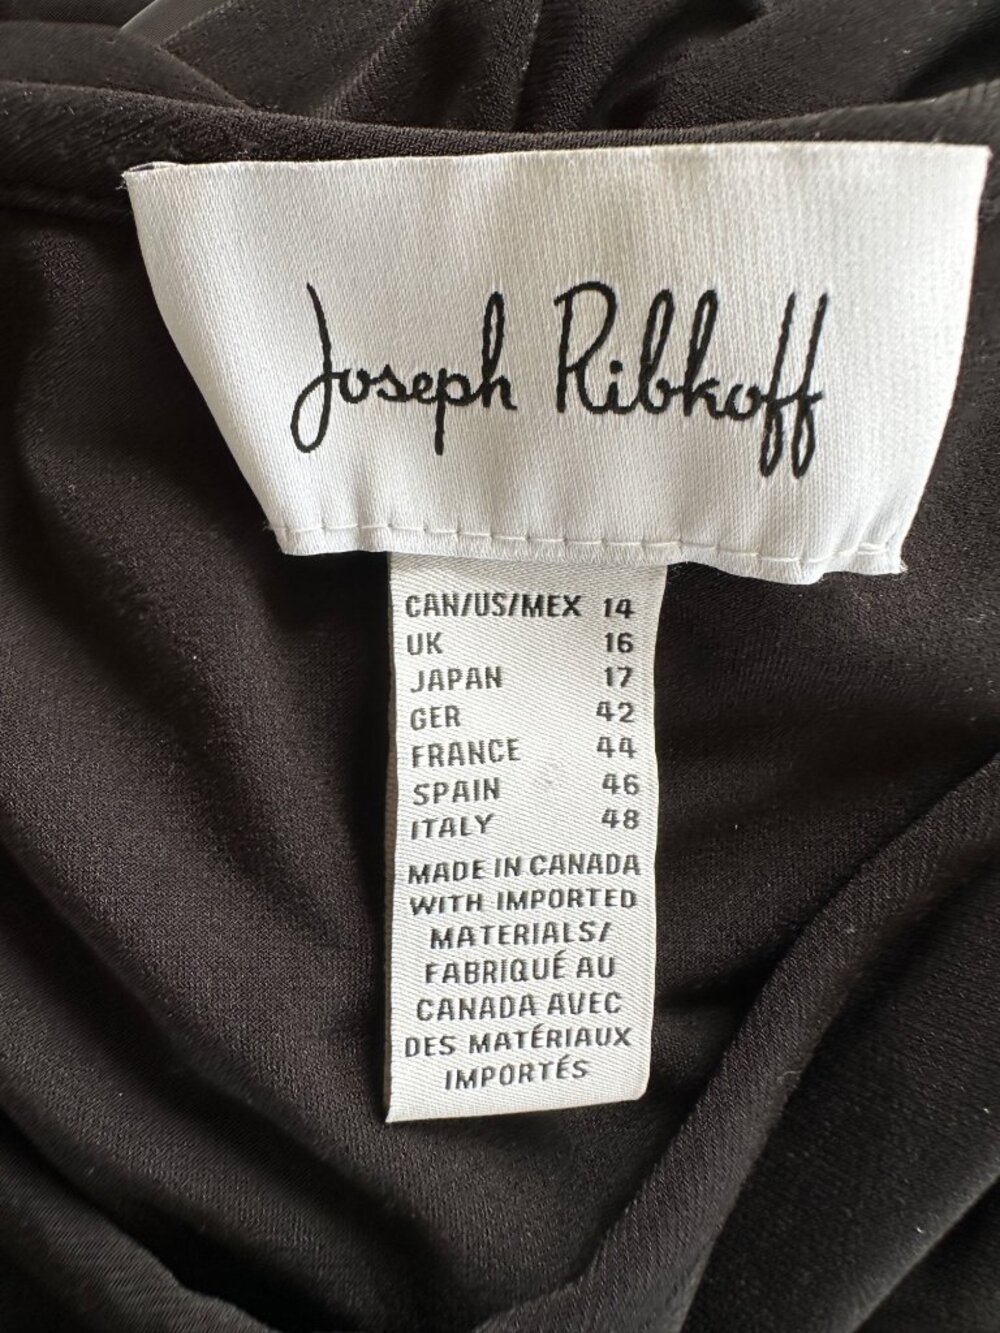 Joseph Ribkoff
CAN/US/MEX 14
UK 16
JAPAN 17
GER 42
FRANCE 44
SPAIN 46
ITALY 48
MADE IN CANADA
WITH IMPORTED
MATERIALS/
FABRIQUÉ AU
CANADA AVEC
DES MATÉRIAUX
IMPORTÉS